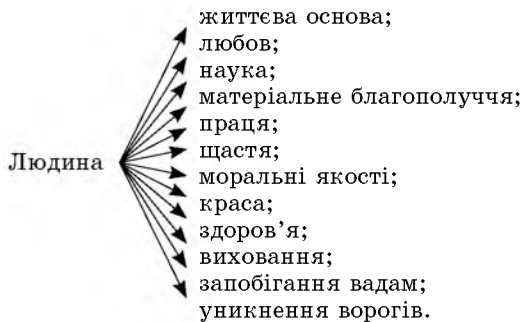 життєва основа;
любов;
наука;
матеріальне благополуччя;
праця;
щастя;
Людина
моральні якості;
краса;
здоров’я;
виховання;
запобігання вадам;
уникнення ворогів.